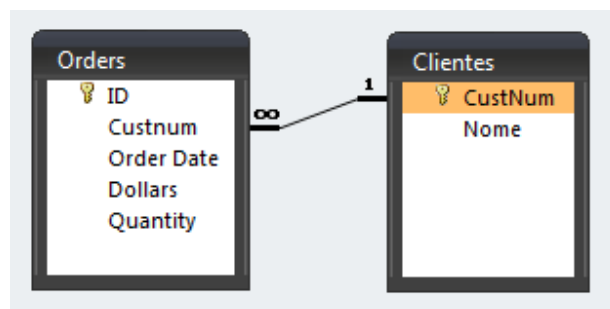 Orders
ID
Custnum
Order Date
Dollars
Quantity
∞
1
Clientes
CustNum
Nome